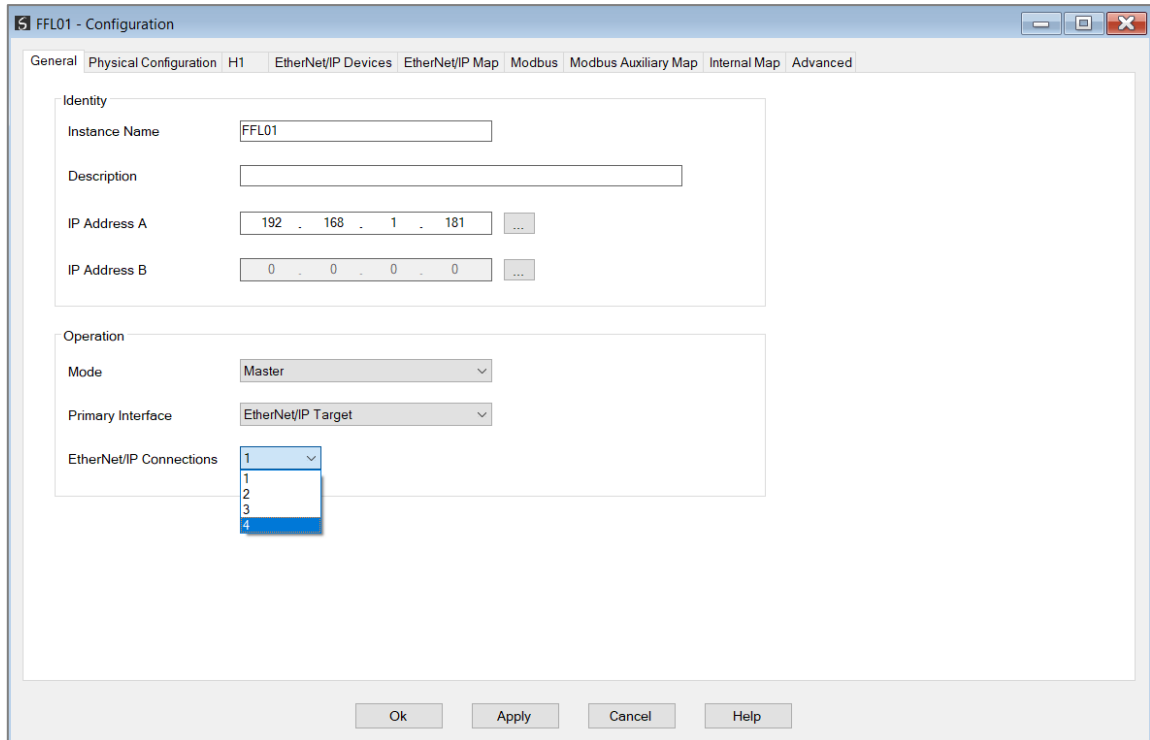 FFL01 - Configuration
General Physical Configuration H1 EtherNet/IP Devices EtherNet/IP Map Modbus Modbus Auxiliary Map Internal Map Advanced
Identity
Instance Name FFL01
Description
IP Address A 192 . 168 . 1 . 181 ...
IP Address B 0 . 0 . 0 . 0 ...
Operation
Mode Master
Primary Interface EtherNet/IP Target
EtherNet/IP Connections 1
1
2
3
4
Ok Apply Cancel Help